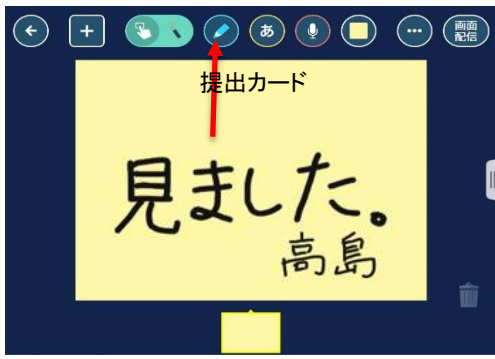 あ
画面
配信
提出カード
見ました。
高島